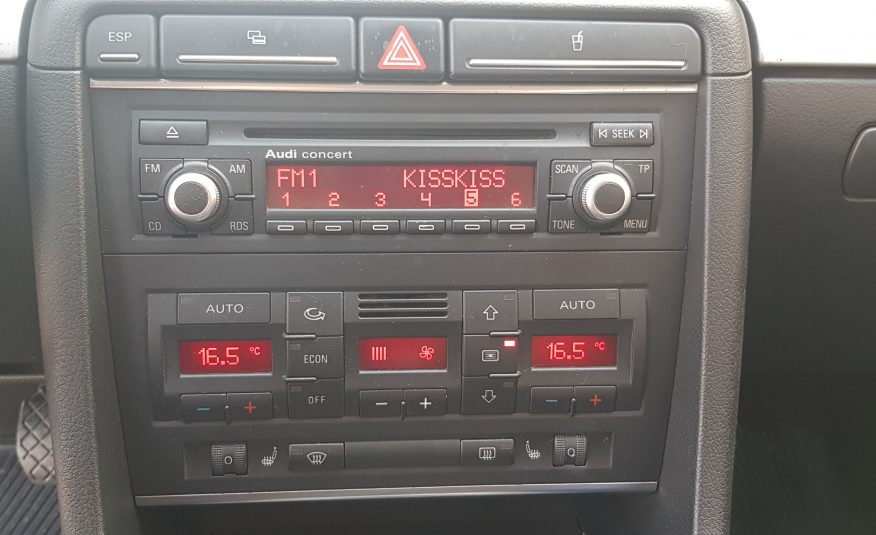 ESP
SEEK
Audi concert
FM AM
FM1 KISSKISS
SCAN TP
1 2 3 4 5 6
CD RDS
TONE MENU
AUTO
AUTO
16.5 °C
16.5 °C
ECON
OFF